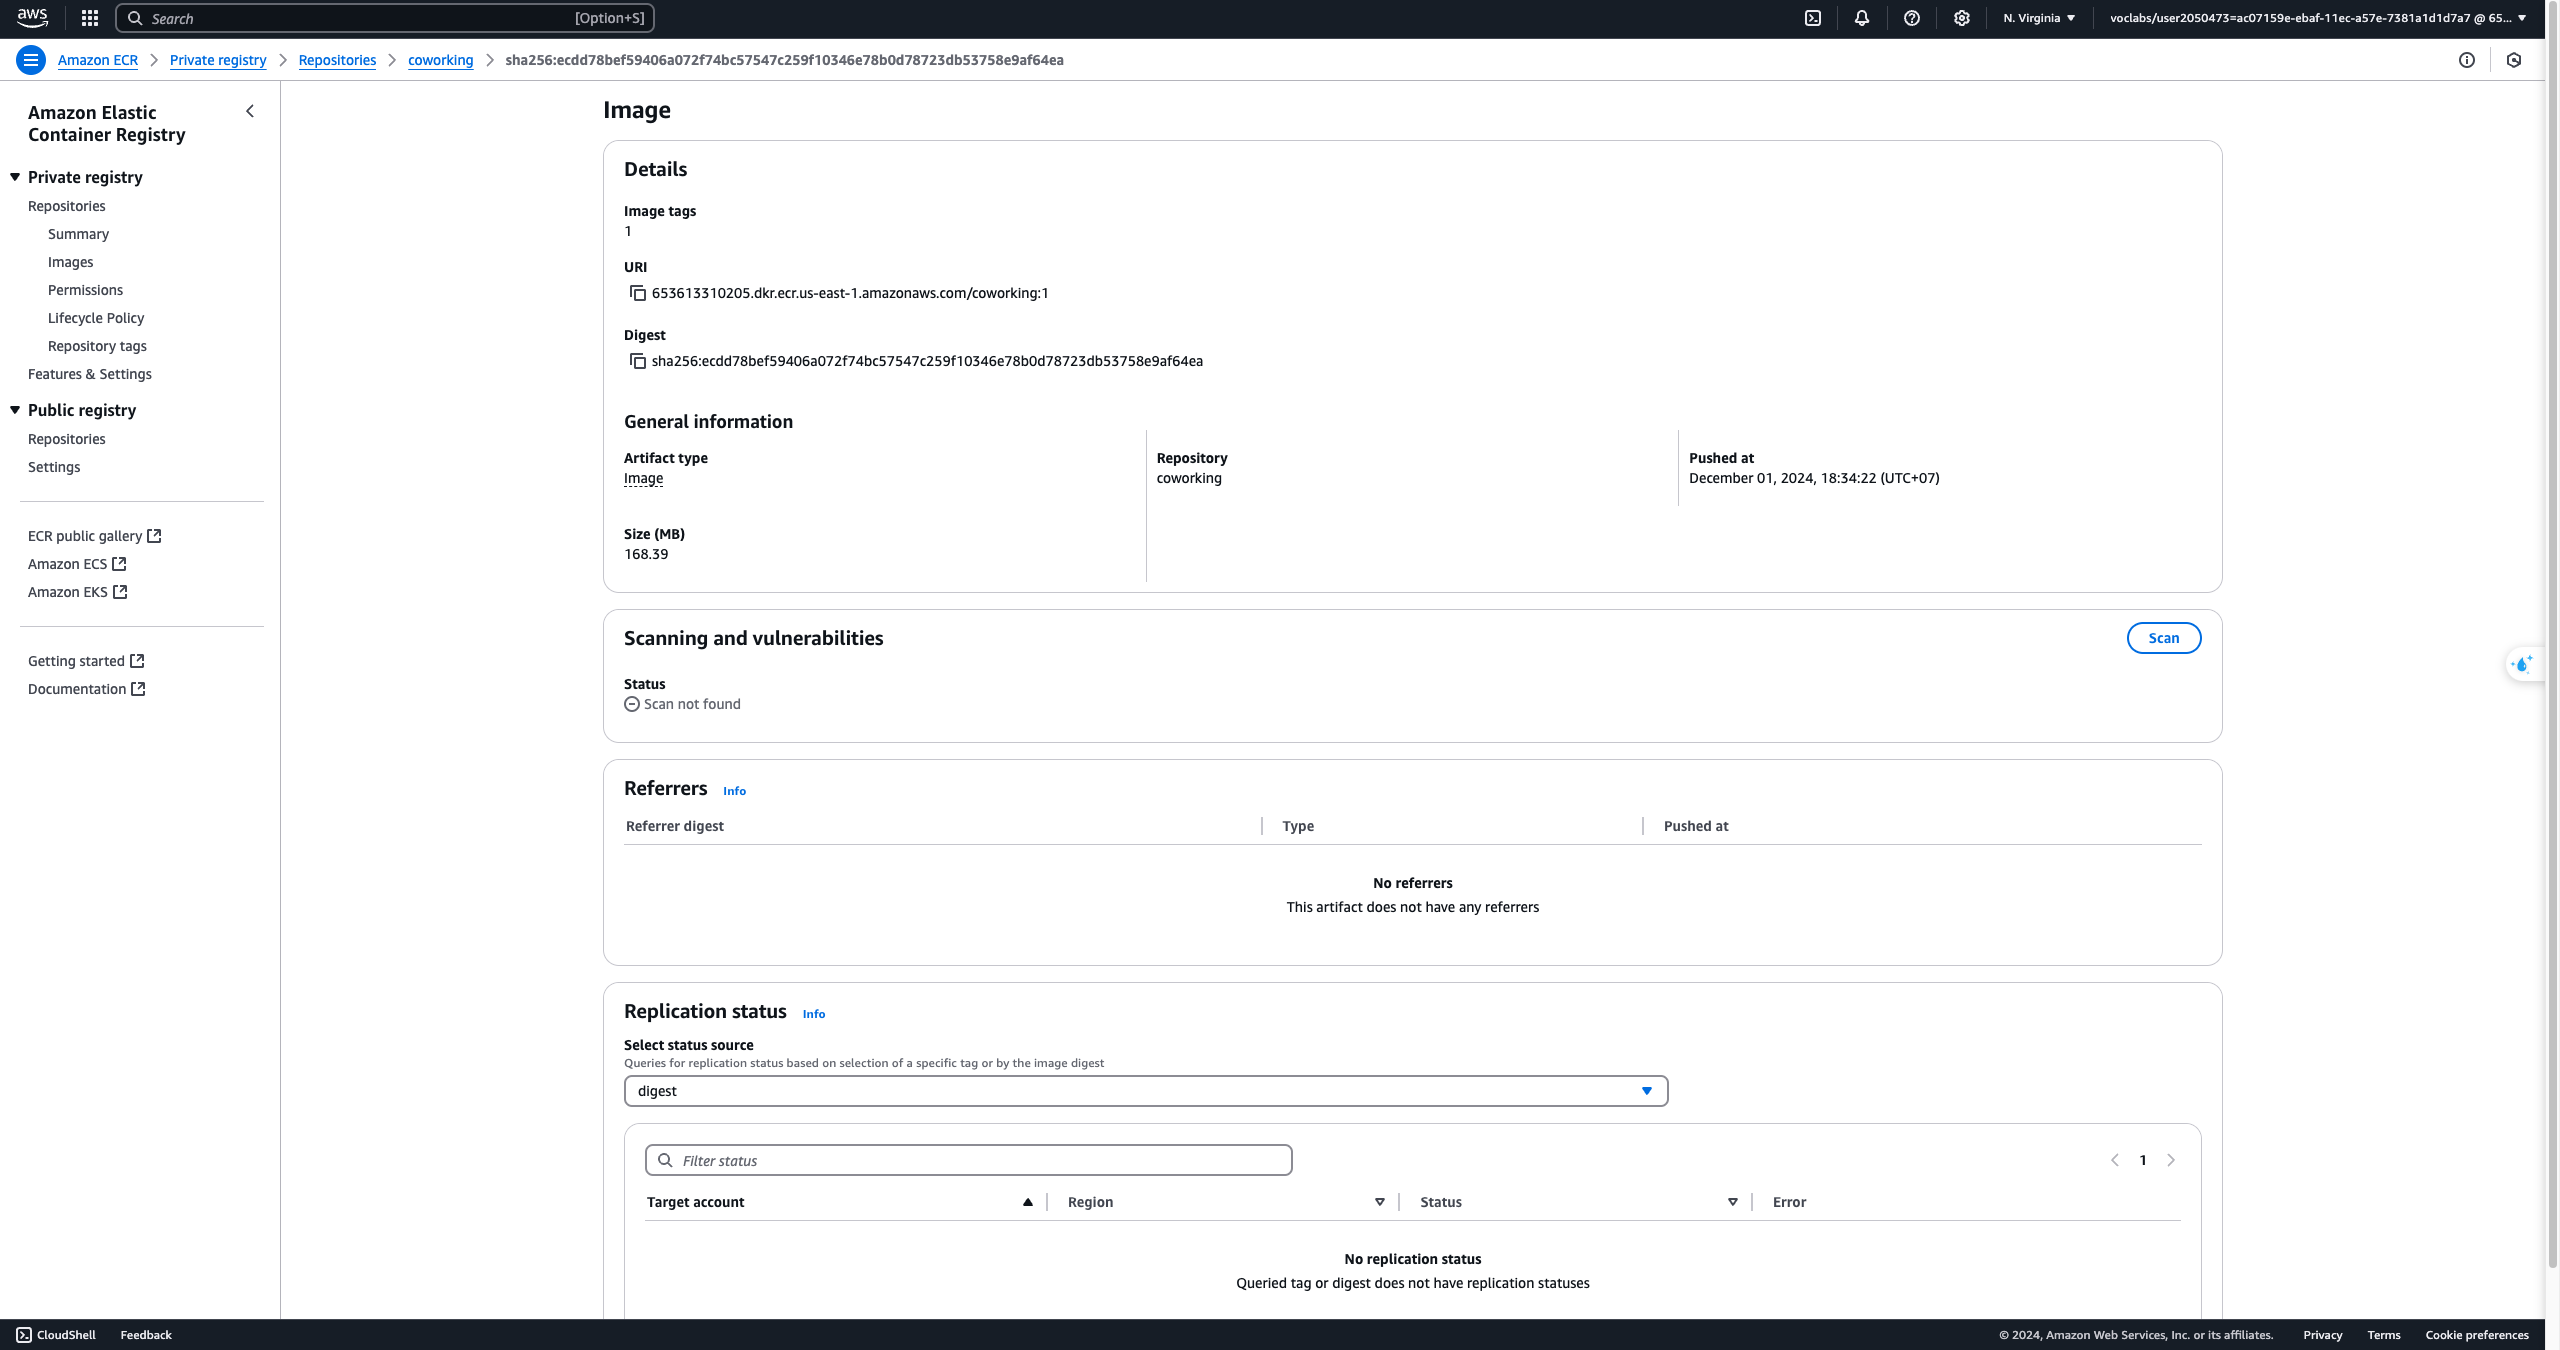 aws
Search
[Option+S]
N. Virginia
voclabs/user2050473=ac07159e-ebaf-11ec-a57e-7381a1d1d7a7 @ 65...
Amazon ECR
Private registry
Repositories
coworking
sha256:ecdd78bef59406a072f74bc57547c259f10346e78b0d78723db53758e9af64ea
Amazon Elastic
Container Registry
Private registry
Repositories
Summary
Images
Permissions
Lifecycle Policy
Repository tags
Features & Settings
Public registry
Repositories
Settings
ECR public gallery
Amazon ECS
Amazon EKS
Getting started
Documentation
Image
Details
Image tags
1
URI
653613310205.dkr.ecr.us-east-1.amazonaws.com/coworking:1
Digest
sha256:ecdd78bef59406a072f74bc57547c259f10346e78b0d78723db53758e9af64ea
General information
Artifact type
Image
Repository
coworking
Pushed at
December 01, 2024, 18:34:22 (UTC+07)
Size (MB)
168.39
Scanning and vulnerabilities
Scan
Status
Scan not found
Referrers Info
Referrer digest
Type
Pushed at
No referrers
This artifact does not have any referrers
Replication status Info
Select status source
Queries for replication status based on selection of a specific tag or by the image digest
digest
Filter status
1
Target account
Region
Status
Error
No replication status
Queried tag or digest does not have replication statuses
CloudShell
Feedback
© 2024, Amazon Web Services, Inc. or its affiliates.
Privacy
Terms
Cookie preferences